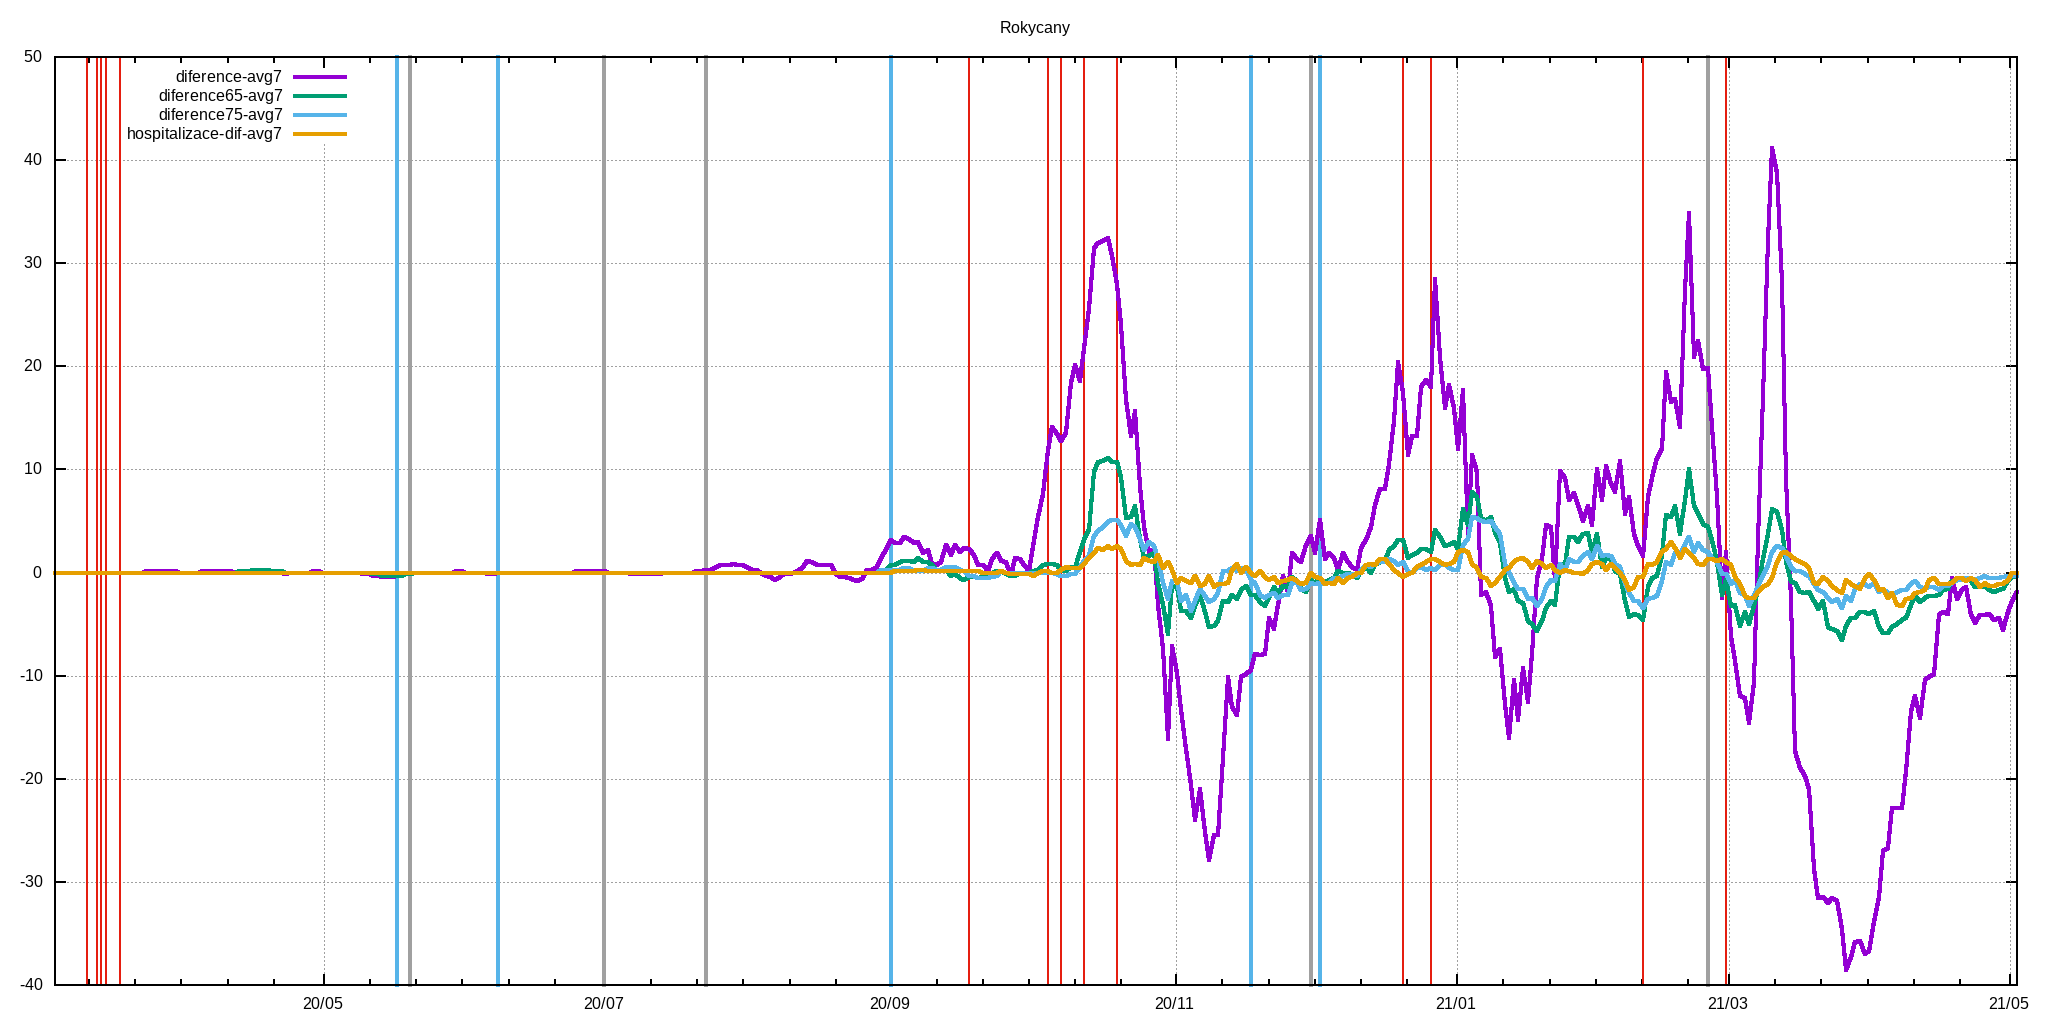 Rokycany
50
diference-avg7
diference65-avg7
diference75-avg7
hospitalizace-dif-avg7
40
30
20
10
0
-10
-20
-30
-40
20/05 20/07 20/09 20/11 21/01 21/03 21/05